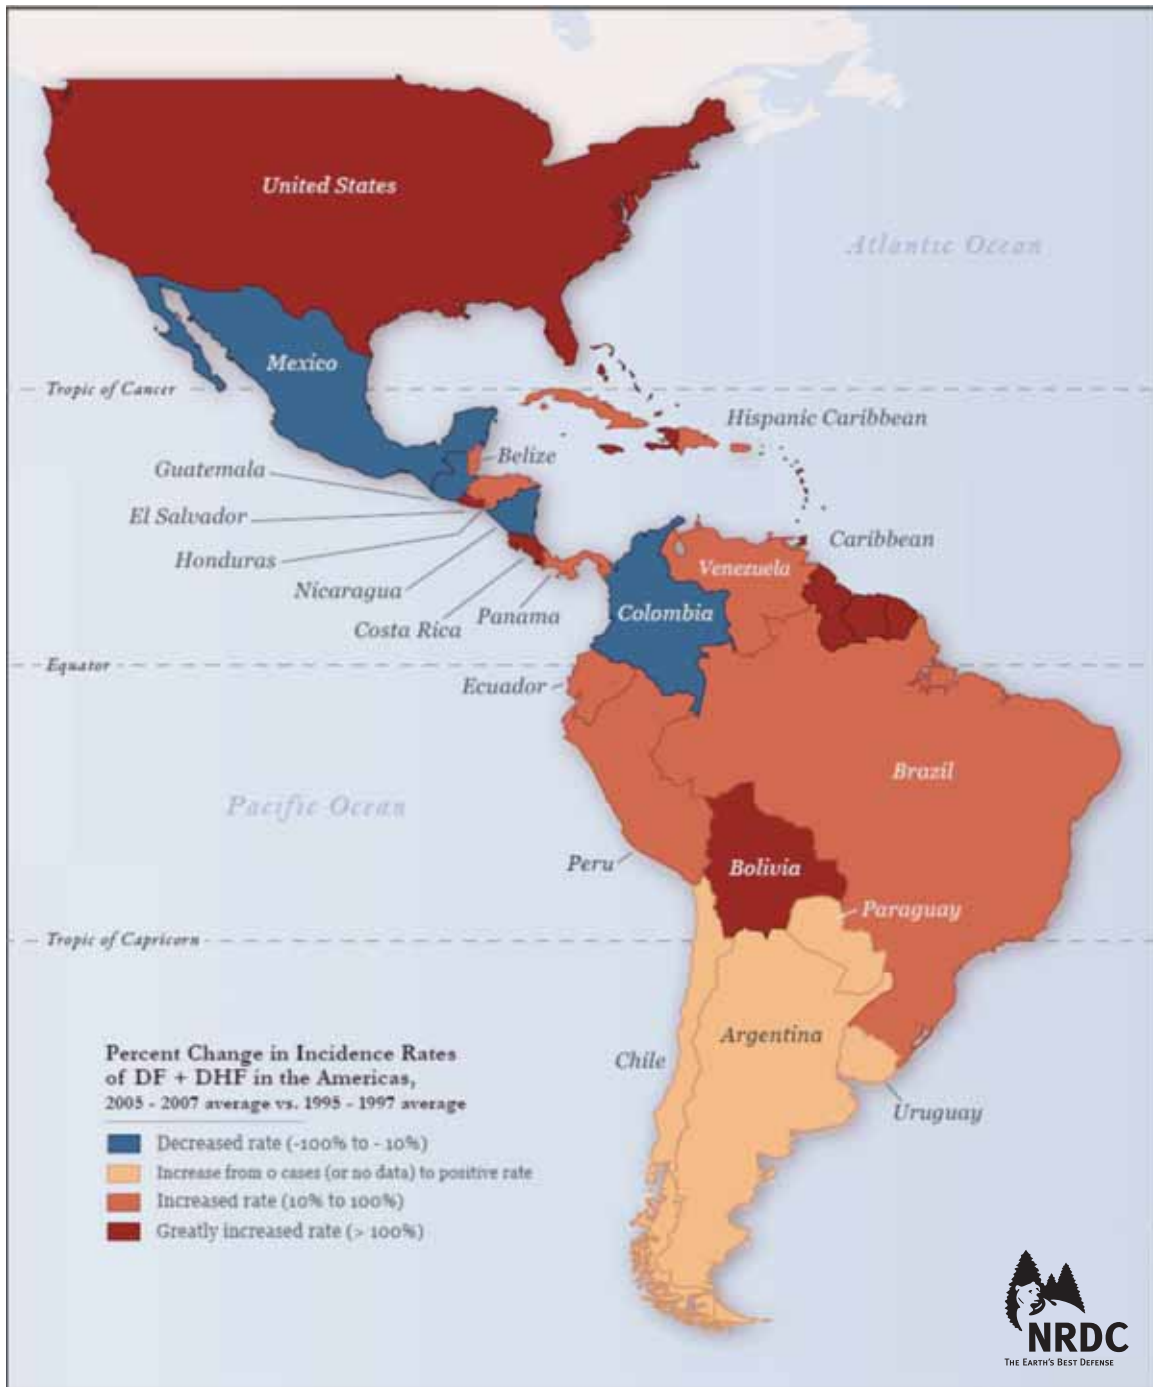 United States
Atlantic Ocean
Mexico
Tropic of Cancer
Hispanic Caribbean
Belize
Guatemala
El Salvador
Caribbean
Honduras
Venezuela
Nicaragua
Panama
Colombia
Costa Rica
Equator
Ecuador
Brazil
Pacific Ocean
Peru
Bolivia
Paraguay
Tropic of Capricorn
Argentina
Chile
Uruguay
Percent Change in Incidence Rates
of DF + DHF in the Americas,
2005 - 2007 average vs. 1995 - 1997 average
Decreased rate (-100% to - 10%)
Increase from 0 cases (or no data) to positive rate
Increased rate (10% to 100%)
Greatly increased rate (> 100%)
NRDC
THE EARTH'S BEST DEFENSE